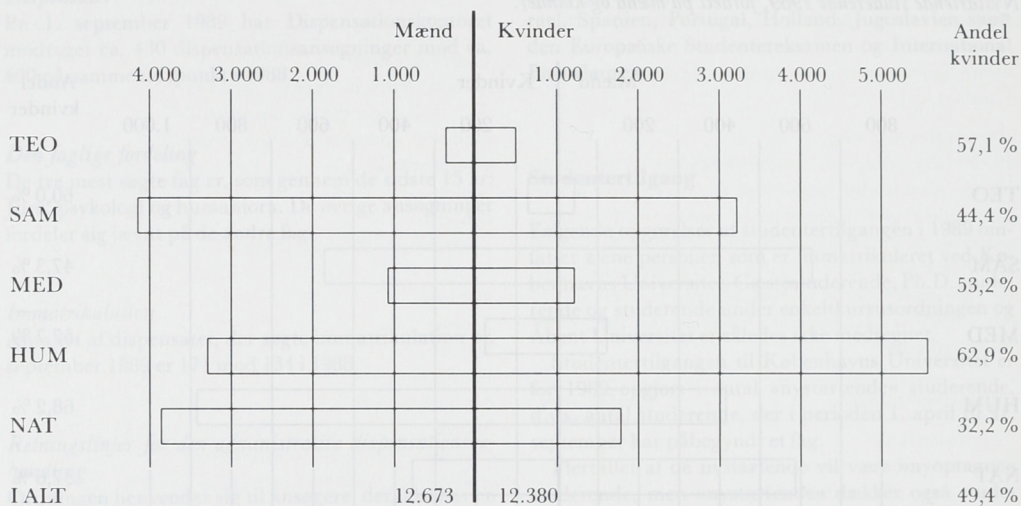 Mænd Kvinder Andel kvinder
4.000 3.000 2.000 1.000 1.000 2.000 3.000 4.000 5.000
TEO 57,1 %
SAM 44,4 %
MED 53,2 %
HUM 62,9 %
NAT 32,2 %
I ALT 12.673 12.380 49,4 %